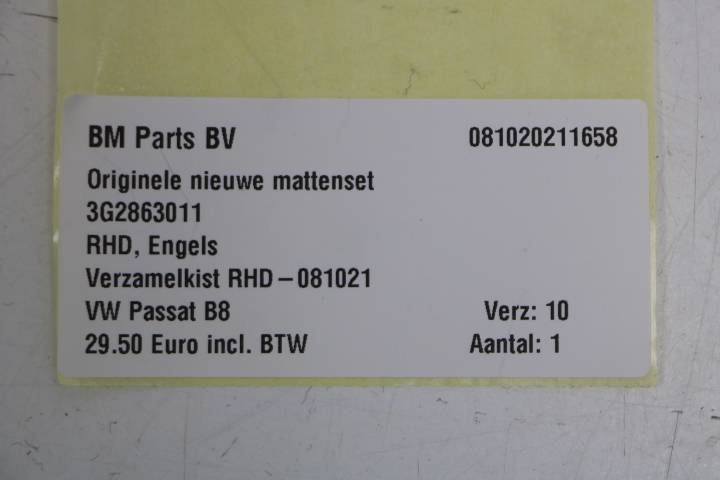 BM Parts BV 081020211658
Originele nieuwe mattenset
3G2863011
RHD, Engels
Verzamelkist RHD-081021
VW Passat B8 Verz: 10
29.50 Euro incl. BTW Aantal: 1